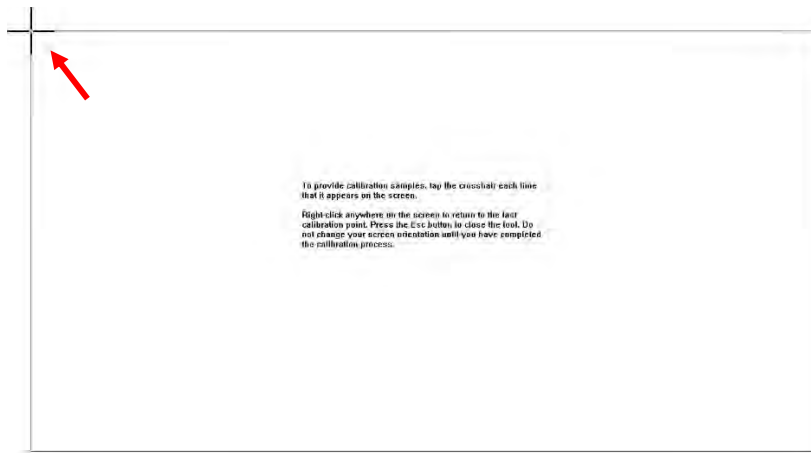 To provide calibration samples, tap the crosshair each time
that it appears on the screen.
Right-click anywhere on the screen to return to the last
calibration point. Press the Esc button to close the tool. Do
not change your screen orientation until you have completed
the calibration process.